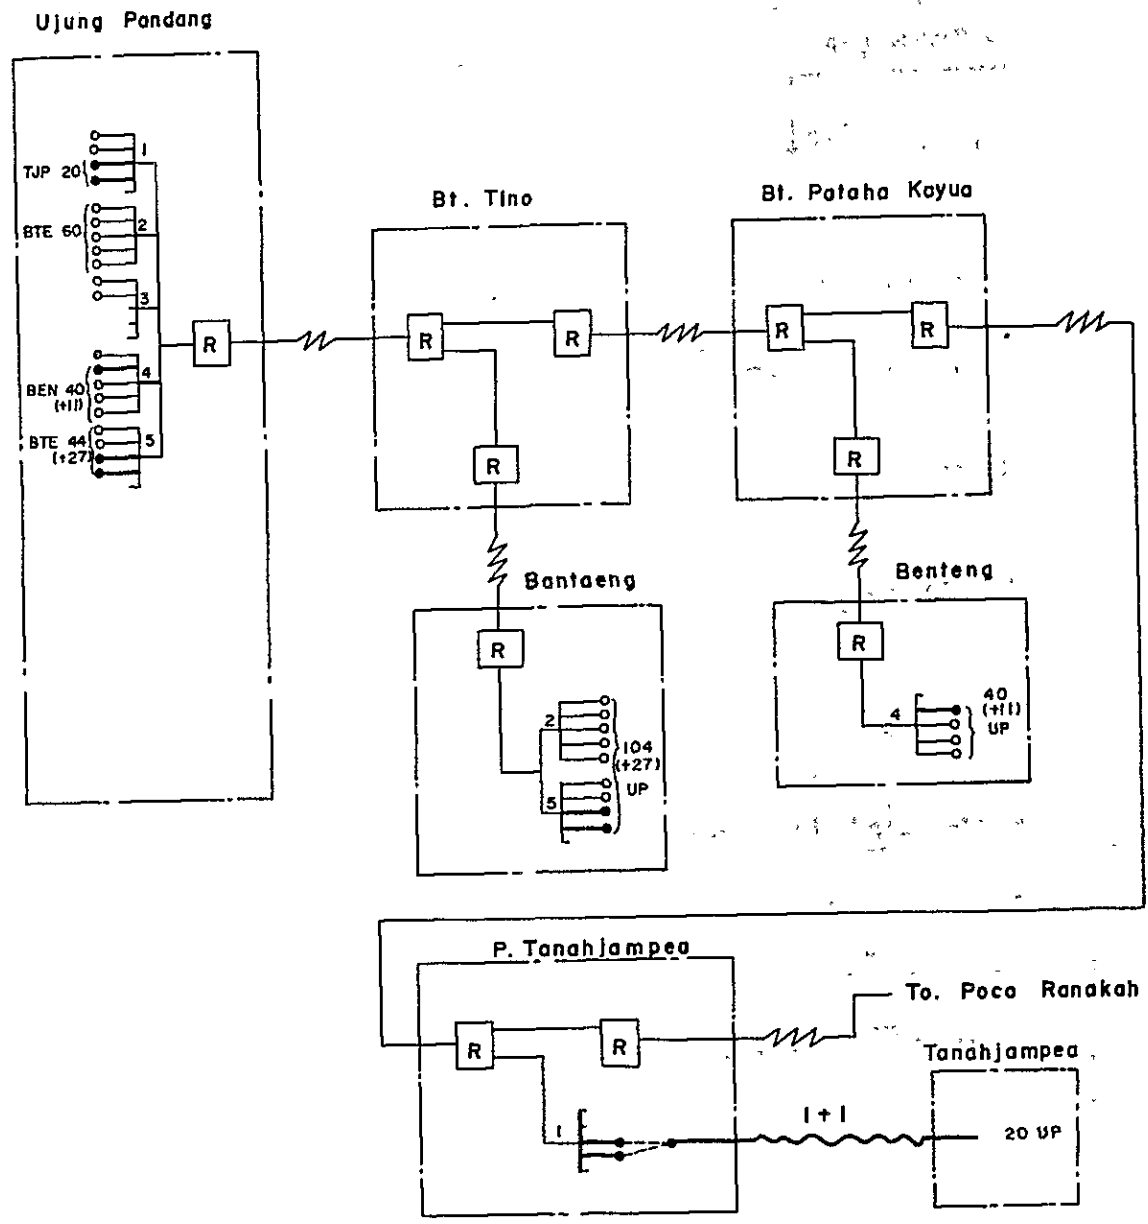 Ujung Pandang
1
TJP 20
BTE 60
2
3
BEN 40
(+11)
4
BTE 44
(+27)
5
R
Bt. Tino
R
R
R
Bt. Pataha Koyua
R
R
R
Bantaeng
R
2
104
(+27)
UP
5
Benteng
R
4
40
(+11)
UP
P. Tanahjampea
R
R
1
To. Poco Ranakah
1+1
Tanahjampea
20 UP